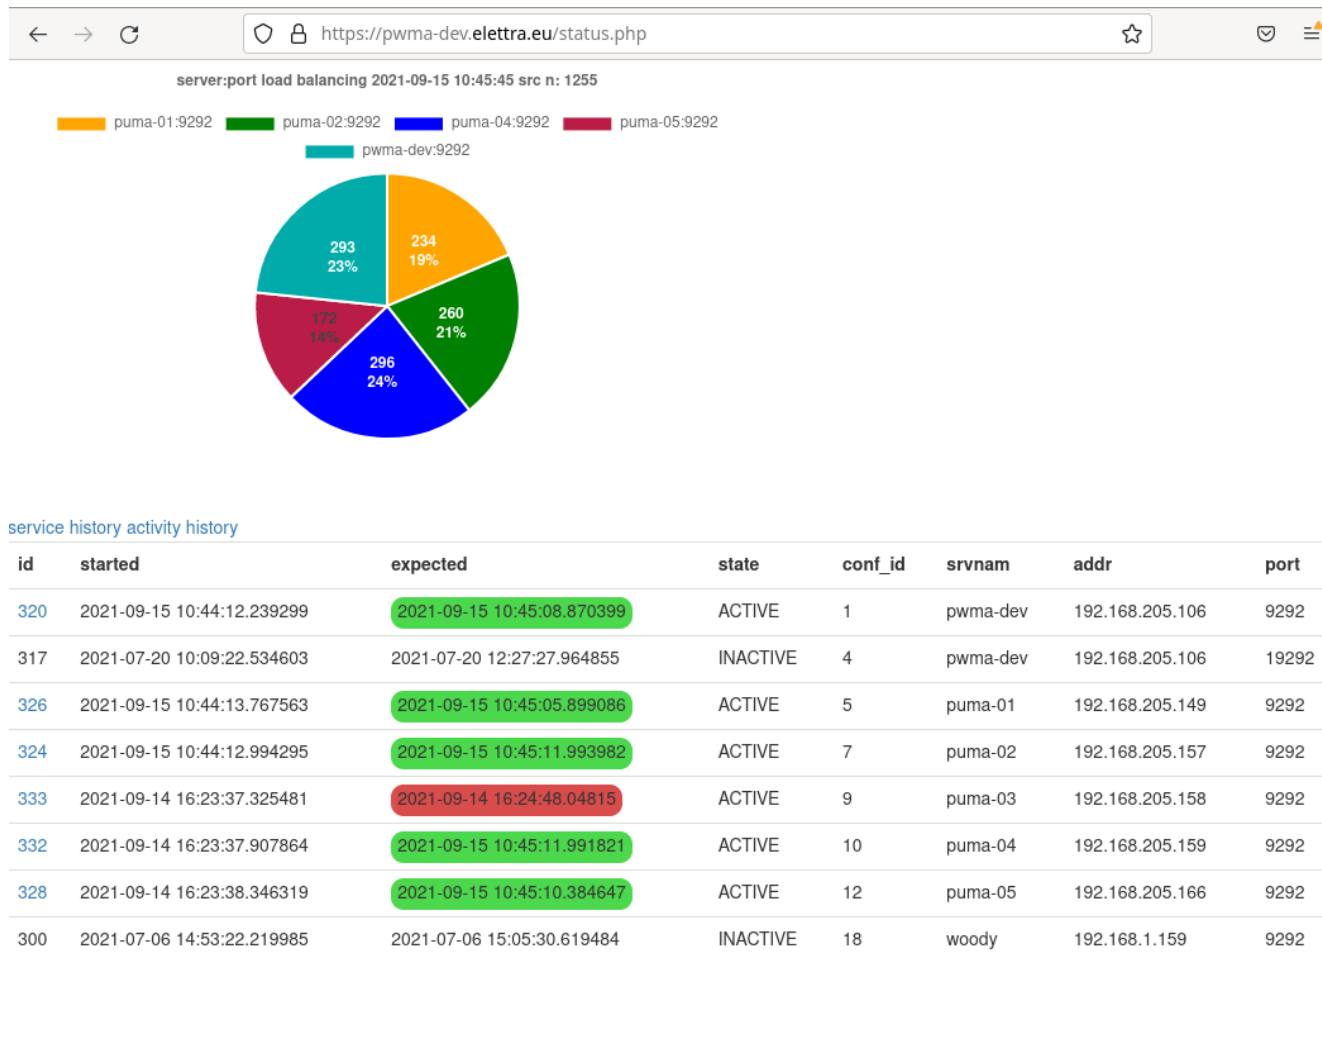 https://pwma-dev.elettra.eu/status.php
server:port load balancing 2021-09-15 10:45:45 src n: 1255
puma-01:9292 puma-02:9292 puma-04:9292 puma-05:9292
pwma-dev:9292
293
23%
234
19%
260
21%
172
14%
296
24%
service history activity history
id started expected state conf_id srvnam addr port
320 2021-09-15 10:44:12.239299 2021-09-15 10:45:08.870399 ACTIVE 1 pwma-dev 192.168.205.106 9292
317 2021-07-20 10:09:22.534603 2021-07-20 12:27:27.964855 INACTIVE 4 pwma-dev 192.168.205.106 19292
326 2021-09-15 10:44:13.767563 2021-09-15 10:45:05.899086 ACTIVE 5 puma-01 192.168.205.149 9292
324 2021-09-15 10:44:12.994295 2021-09-15 10:45:11.993982 ACTIVE 7 puma-02 192.168.205.157 9292
333 2021-09-14 16:23:37.325481 2021-09-14 16:24:48.04815 ACTIVE 9 puma-03 192.168.205.158 9292
332 2021-09-14 16:23:37.907864 2021-09-15 10:45:11.991821 ACTIVE 10 puma-04 192.168.205.159 9292
328 2021-09-14 16:23:38.346319 2021-09-15 10:45:10.384647 ACTIVE 12 puma-05 192.168.205.166 9292
300 2021-07-06 14:53:22.219985 2021-07-06 15:05:30.619484 INACTIVE 18 woody 192.168.1.159 9292